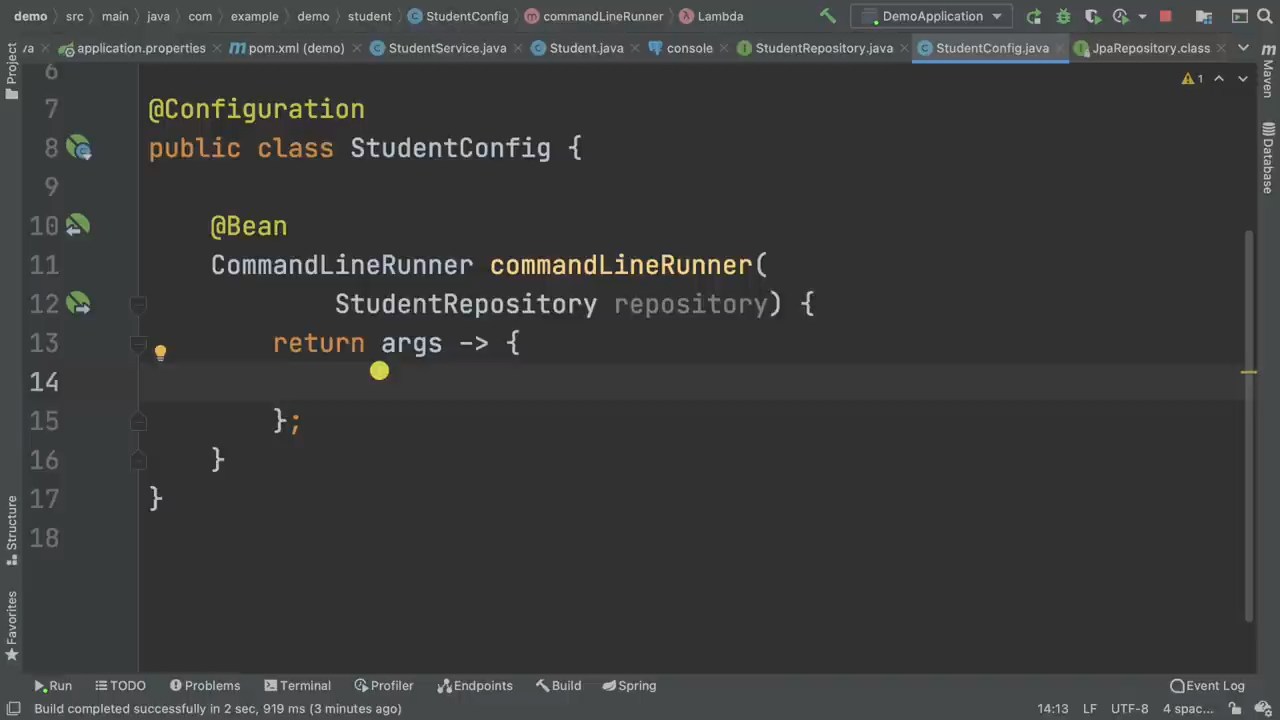 demo src main java com example demo student StudentConfig commandLineRunner Lambda DemoApplication
va application.properties pom.xml (demo) StudentService.java Student.java console StudentRepository.java StudentConfig.java JpaRepository.class
Project
Maven
Database
Structure
Favorites
1
6
7 @Configuration
8 public class StudentConfig {
9
10 @Bean
11 CommandLineRunner commandLineRunner(
12 StudentRepository repository) {
13 return args -> {
14
15 };
16 }
17 }
18
Run TODO Problems Terminal Profiler Endpoints Build Spring Event Log
Build completed successfully in 2 sec, 919 ms (3 minutes ago) 14:13 LF UTF-8 4 spac...